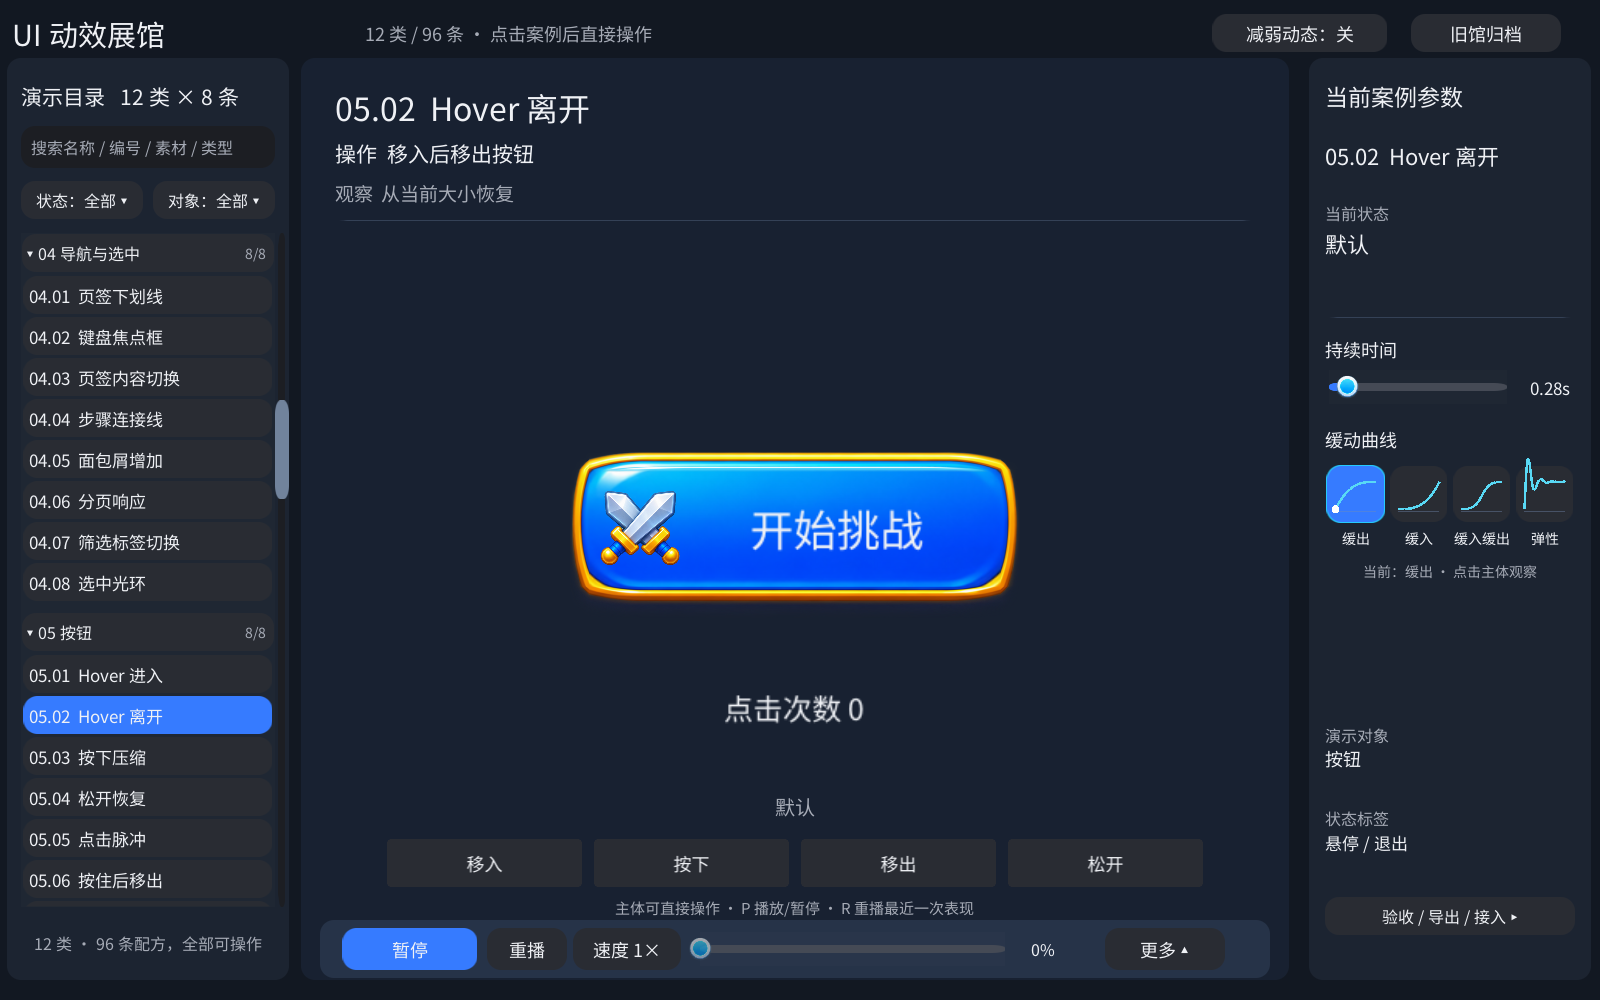 UI 动效展馆
12 类 / 96 条 · 点击案例后直接操作
减弱动态：关
旧馆归档
演示目录 12 类 × 8 条
搜索名称 / 编号 / 素材 / 类型
状态：全部 ▾
对象：全部 ▾
▾ 04 导航与选中 8/8
04.01 页签下划线
04.02 键盘焦点框
04.03 页签内容切换
04.04 步骤连接线
04.05 面包屑增加
04.06 分页响应
04.07 筛选标签切换
04.08 选中光环
▾ 05 按钮 8/8
05.01 Hover 进入
05.02 Hover 离开
05.03 按下压缩
05.04 松开恢复
05.05 点击脉冲
05.06 按住后移出
12 类 · 96 条配方，全部可操作
05.02 Hover 离开
操作 移入后移出按钮
观察 从当前大小恢复
开始挑战
点击次数 0
默认
移入
按下
移出
松开
主体可直接操作 · P 播放/暂停 · R 重播最近一次表现
暂停
重播
速度 1×
0%
更多 ▴
当前案例参数
05.02 Hover 离开
当前状态
默认
持续时间
0.28s
缓动曲线
缓出
缓入
缓入缓出
弹性
当前：缓出 · 点击主体观察
演示对象
按钮
状态标签
悬停 / 退出
验收 / 导出 / 接入 ▸